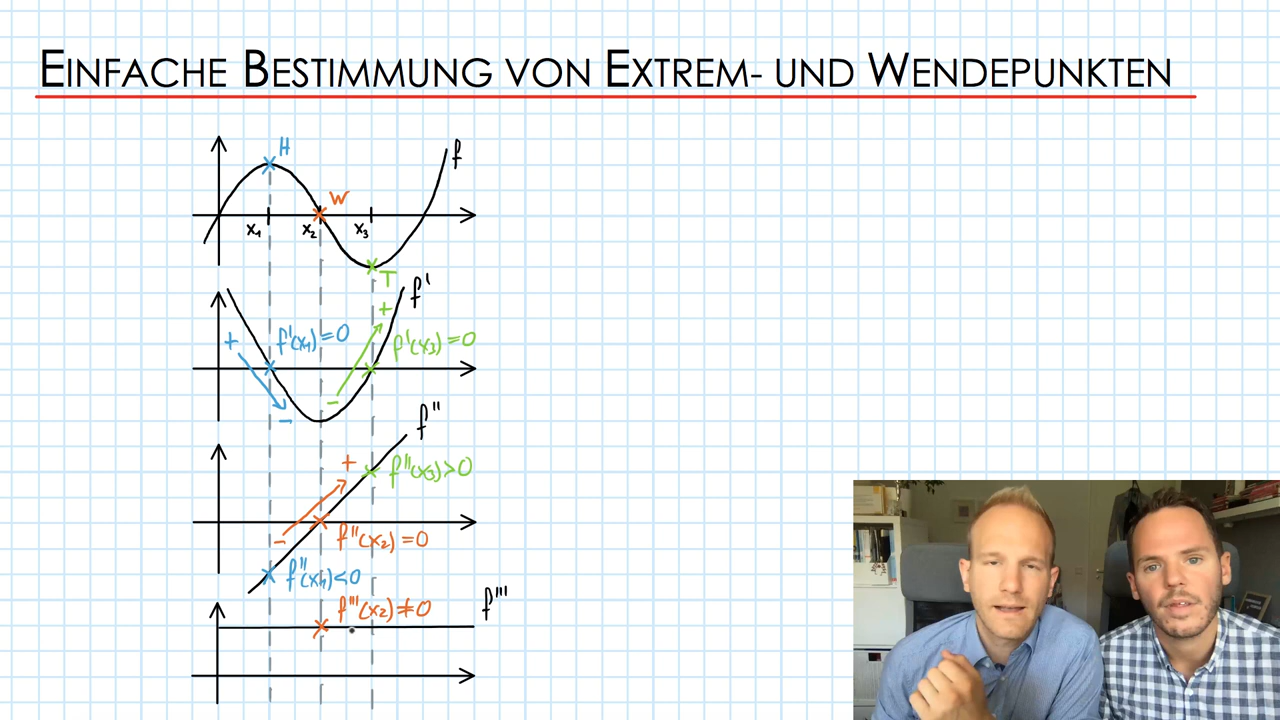 EINFACHE BESTIMMUNG VON EXTREM- UND WENDEPUNKTEN
H
f
W
x₁ x₂ x₃
T
f'
+
+ f'(x₁)=0 f'(x₃)=0
- -
f''
+ f''(x₃)>0
- f''(x₂)=0
f''(x₁)<0
f'''(x₂)≠0 f'''